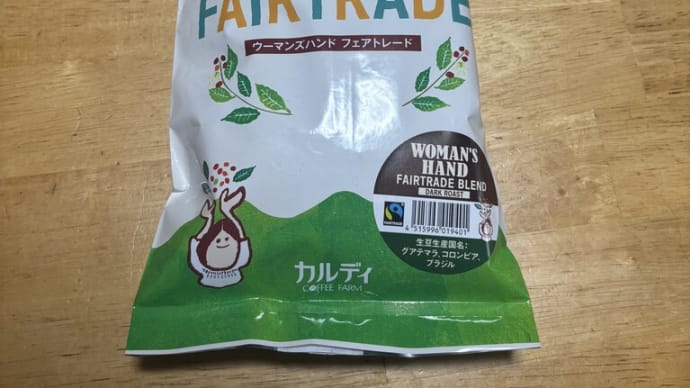 FAIRTRADE
ウーマンズハンド フェアトレード
WOMAN'S
HAND
FAIRTRADE BLEND
DARK ROAST
FAIRTRADE
4 515996 019401
生豆生産国名:
グアテマラ、コロンビア、
ブラジル
カルディ
COFFEE FARM